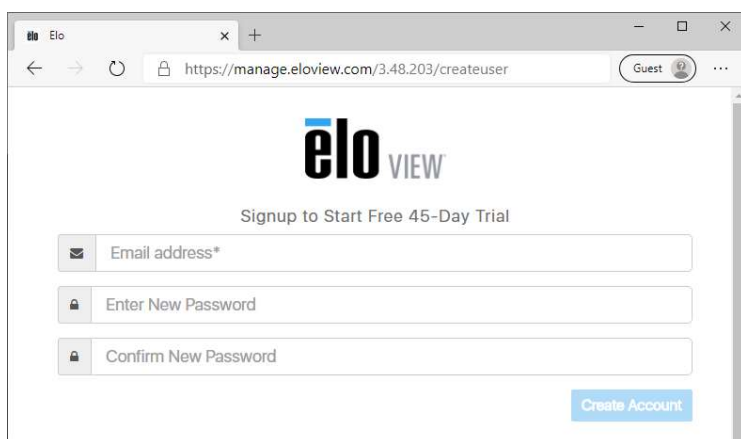 elo Elo
https://manage.eloview.com/3.48.203/createuser
Guest
elo VIEW
Signup to Start Free 45-Day Trial
Email address*
Enter New Password
Confirm New Password
Create Account